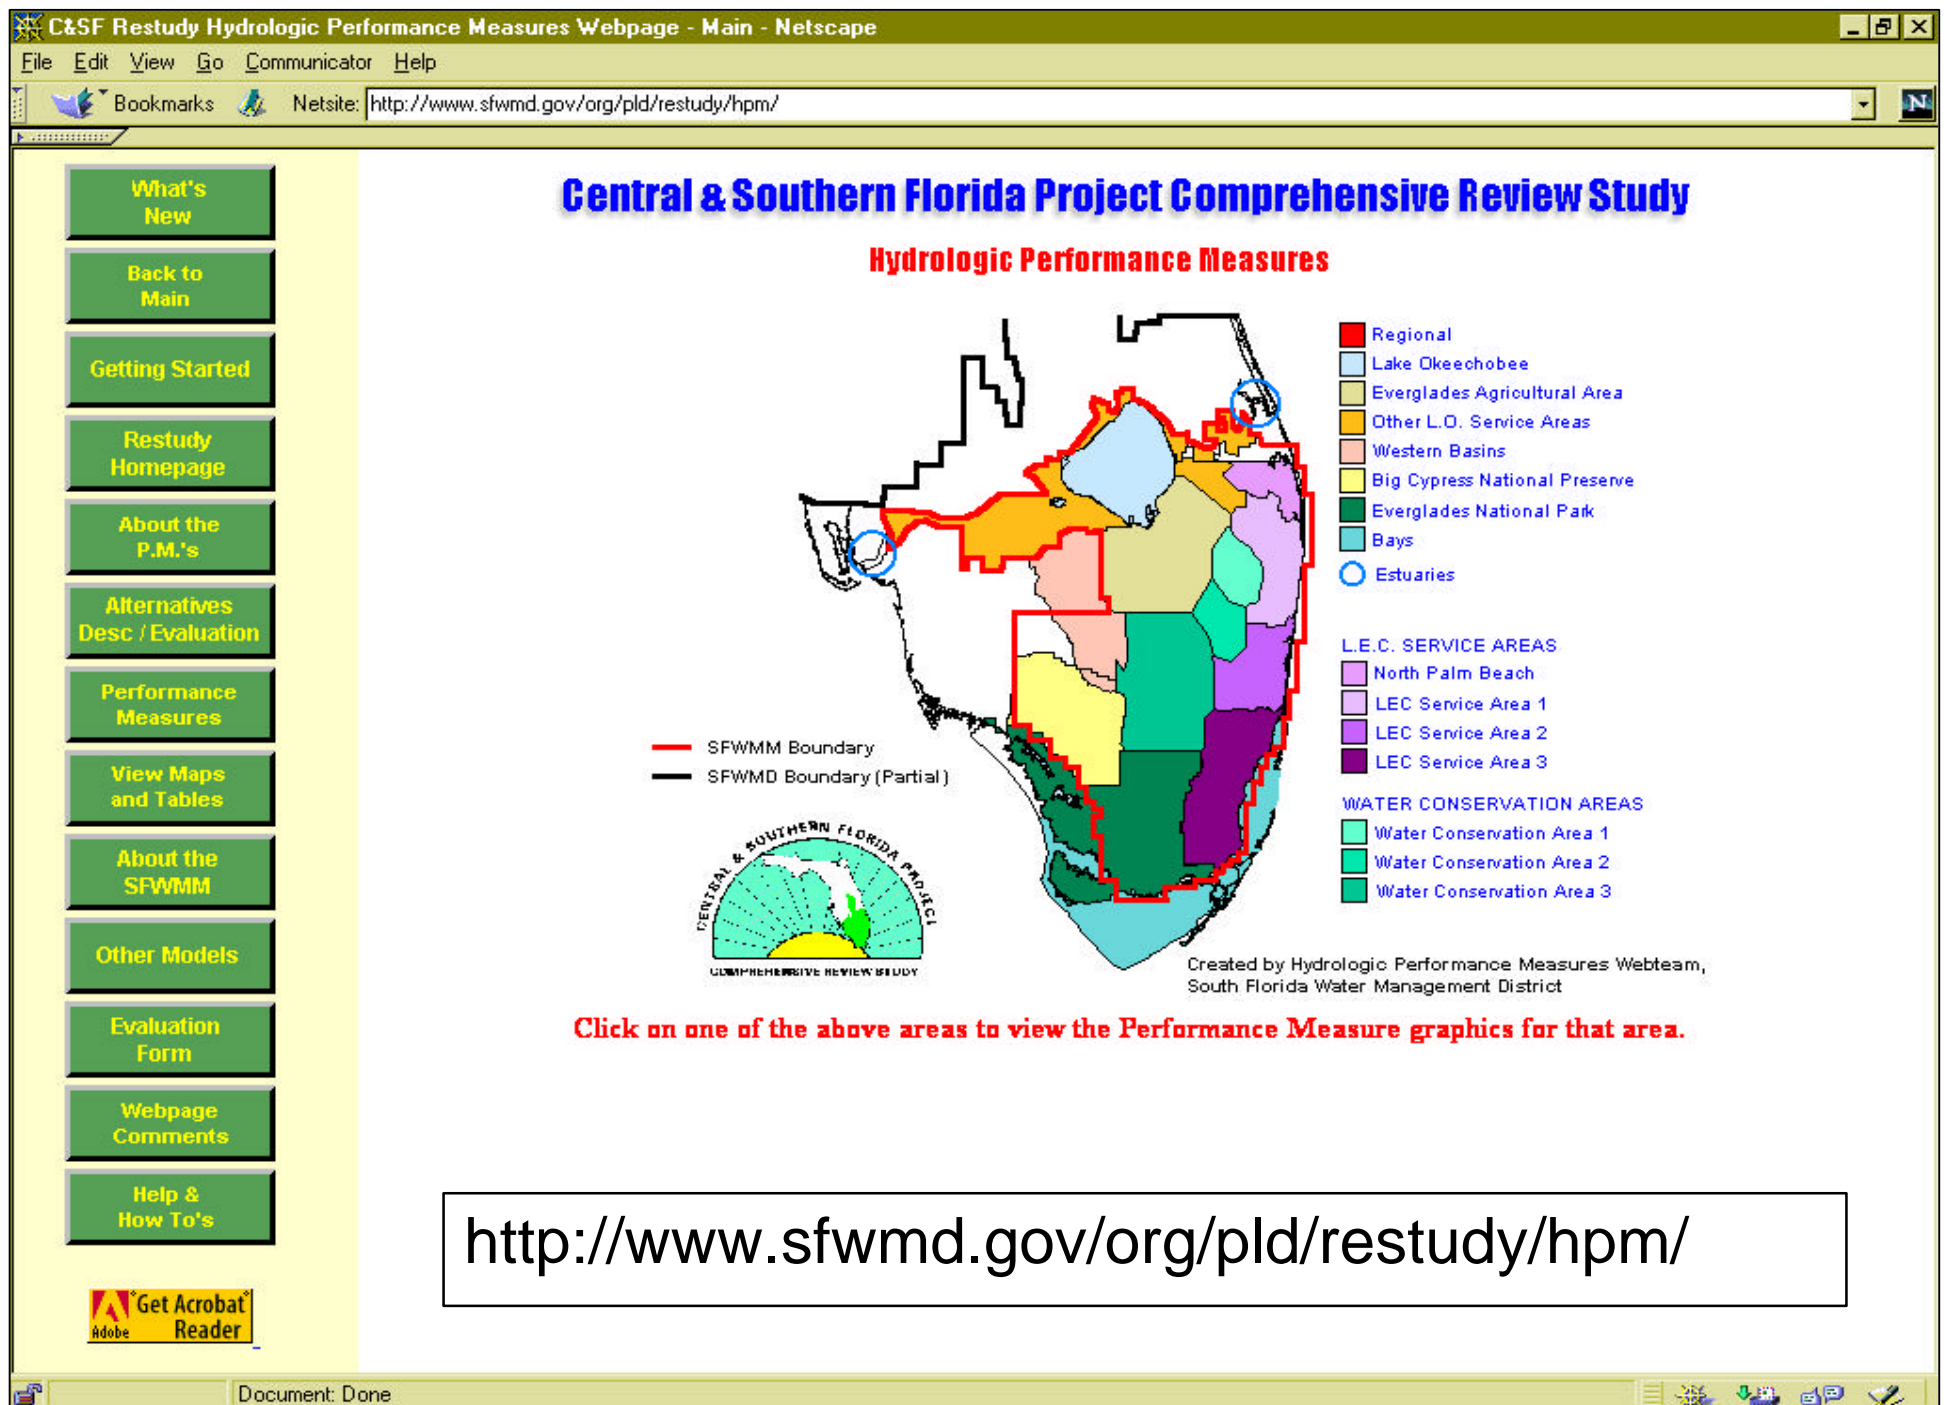 C&SF Restudy Hydrologic Performance Measures Webpage - Main - Netscape
File Edit View Go Communicator Help
Bookmarks Netsite: http://www.sfwmd.gov/org/pld/restudy/hpm/
N
What's
New
Back to
Main
Getting Started
Restudy
Homepage
About the
P.M.'s
Alternatives
Desc / Evaluation
Performance
Measures
View Maps
and Tables
About the
SFWMM
Other Models
Evaluation
Form
Webpage
Comments
Help &
How To's
Get Acrobat
Adobe Reader
Central & Southern Florida Project Comprehensive Review Study
Hydrologic Performance Measures
Regional
Lake Okeechobee
Everglades Agricultural Area
Other L.O. Service Areas
Western Basins
Big Cypress National Preserve
Everglades National Park
Bays
Estuaries
L.E.C. SERVICE AREAS
North Palm Beach
LEC Service Area 1
LEC Service Area 2
LEC Service Area 3
WATER CONSERVATION AREAS
Water Conservation Area 1
Water Conservation Area 2
Water Conservation Area 3
SFWMM Boundary
SFWMD Boundary (Partial)
CENTRAL & SOUTHERN FLORIDA PROJECT
COMPREHENSIVE REVIEW STUDY
Created by Hydrologic Performance Measures Webteam,
South Florida Water Management District
Click on one of the above areas to view the Performance Measure graphics for that area.
http://www.sfwmd.gov/org/pld/restudy/hpm/
Document: Done